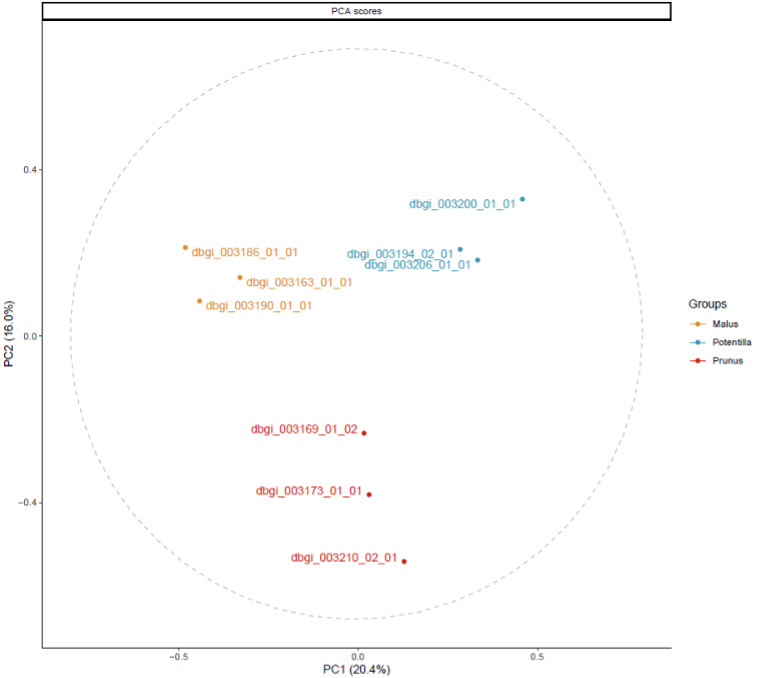 PCA scores
dbgi_003200_01_01
dbgi_003186_01_01
dbgi_003194_02_01
dbgi_003206_01_01
dbgi_003163_01_01
dbgi_003190_01_01
dbgi_003169_01_02
dbgi_003173_01_01
dbgi_003210_02_01
0.4
0.0
−0.4
PC2 (16.0%)
−0.5
0.0
0.5
PC1 (20.4%)
Groups
Malus
Potentilla
Prunus